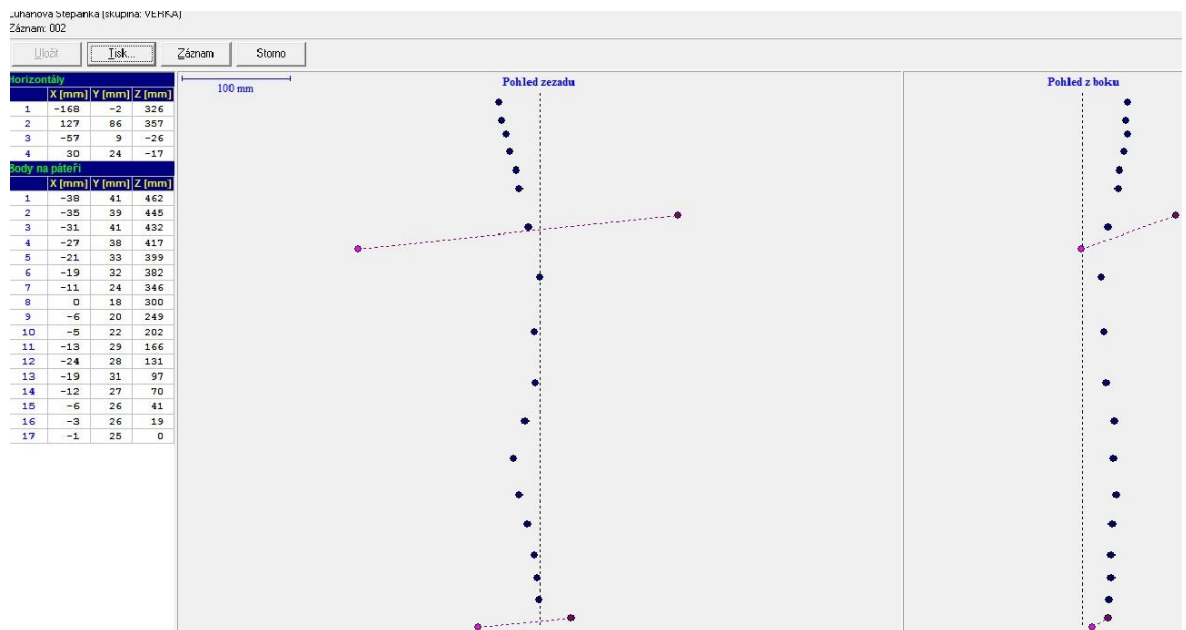 Luhanova Stepanka (skupina: VERKA)
Záznam: 002
Uložit Tisk... Záznam Storno
Horizontály
X [mm] Y [mm] Z [mm]
1 -168 -2 326
2 127 86 357
3 -57 9 -26
4 30 24 -17
Body na páteři
X [mm] Y [mm] Z [mm]
1 -38 41 462
2 -35 39 445
3 -31 41 432
4 -27 38 417
5 -21 33 399
6 -19 32 382
7 -11 24 346
8 0 18 300
9 -6 20 249
10 -5 22 202
11 -13 29 166
12 -24 28 131
13 -19 31 97
14 -12 27 70
15 -6 26 41
16 -3 26 19
17 -1 25 0
100 mm
Pohled zezadu
Pohled z boku